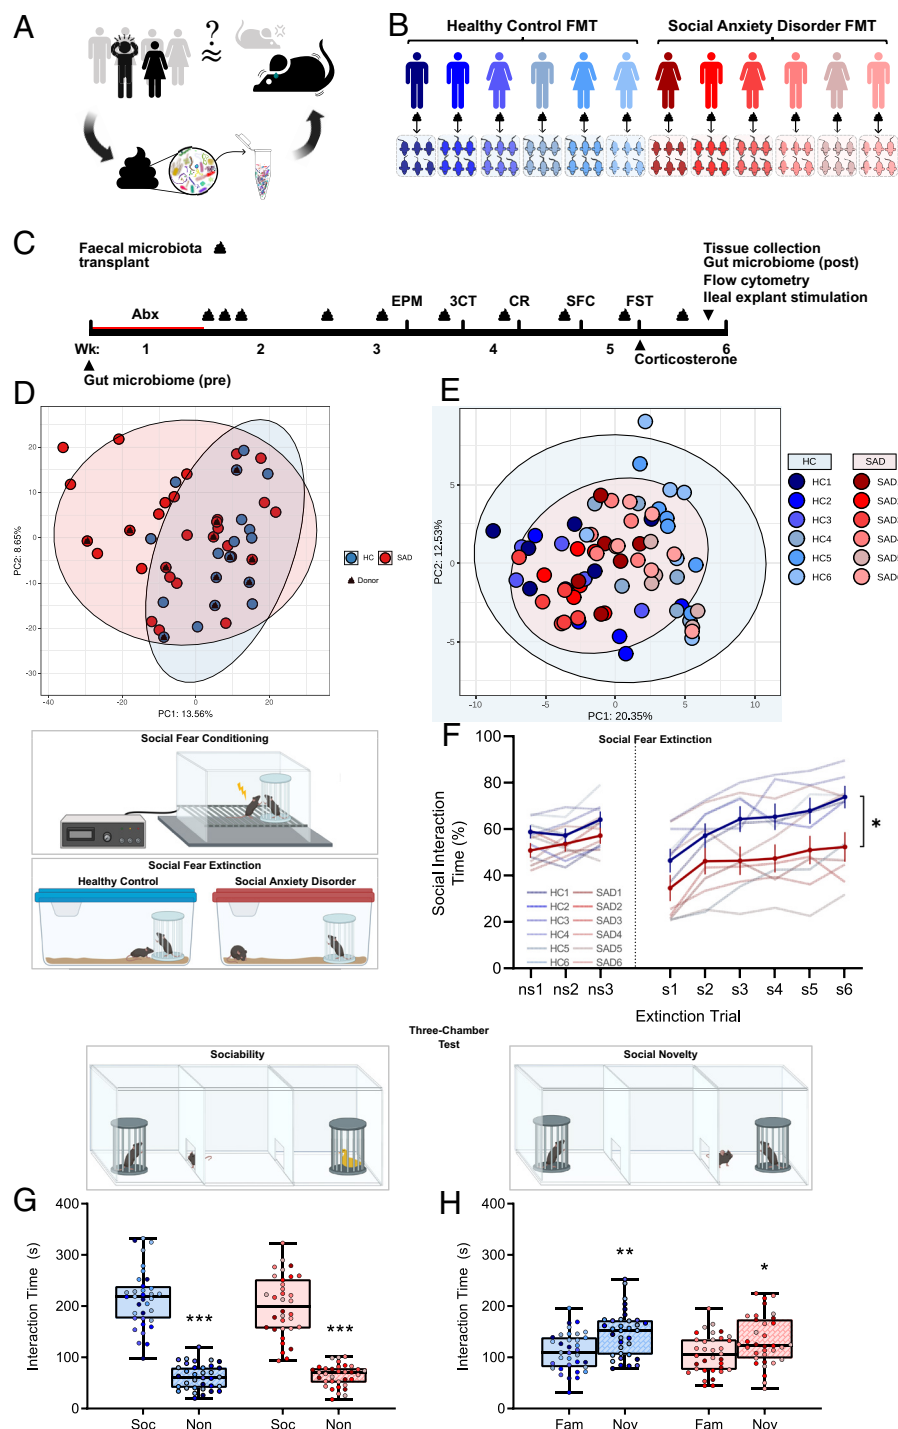 A
?
≈
B
Healthy Control FMT
Social Anxiety Disorder FMT
C
Faecal microbiota
transplant
Tissue collection
Gut microbiome (post)
Flow cytometry
Ileal explant stimulation
Abx
EPM
3CT
CR
SFC
FST
Wk:
1
2
3
4
5
6
Gut microbiome (pre)
Corticosterone
D
PC2: 8.65%
20
10
0
-10
-20
-30
-40
-20
0
20
PC1: 13.56%
HC
SAD
Donor
E
PC2: 12.53%
5
0
-5
-10
-5
0
5
10
PC1: 20.35%
HC
SAD
HC1
SAD
HC2
SAD
HC3
SAD
HC4
SAD
HC5
SAD
HC6
SAD
Social Fear Conditioning
Social Fear Extinction
Healthy Control
Social Anxiety Disorder
F
Social Fear Extinction
Social Interaction
Time (%)
100
80
60
40
20
0
*
HC1
SAD1
HC2
SAD2
HC3
SAD3
HC4
SAD4
HC5
SAD5
HC6
SAD6
ns1
ns2
ns3
s1
s2
s3
s4
s5
s6
Extinction Trial
Three-Chamber
Test
Sociability
Social Novelty
G
Interaction Time (s)
400
300
200
100
0
***
***
Soc
Non
Soc
Non
H
Interaction Time (s)
400
300
200
100
0
**
*
Fam
Nov
Fam
Nov